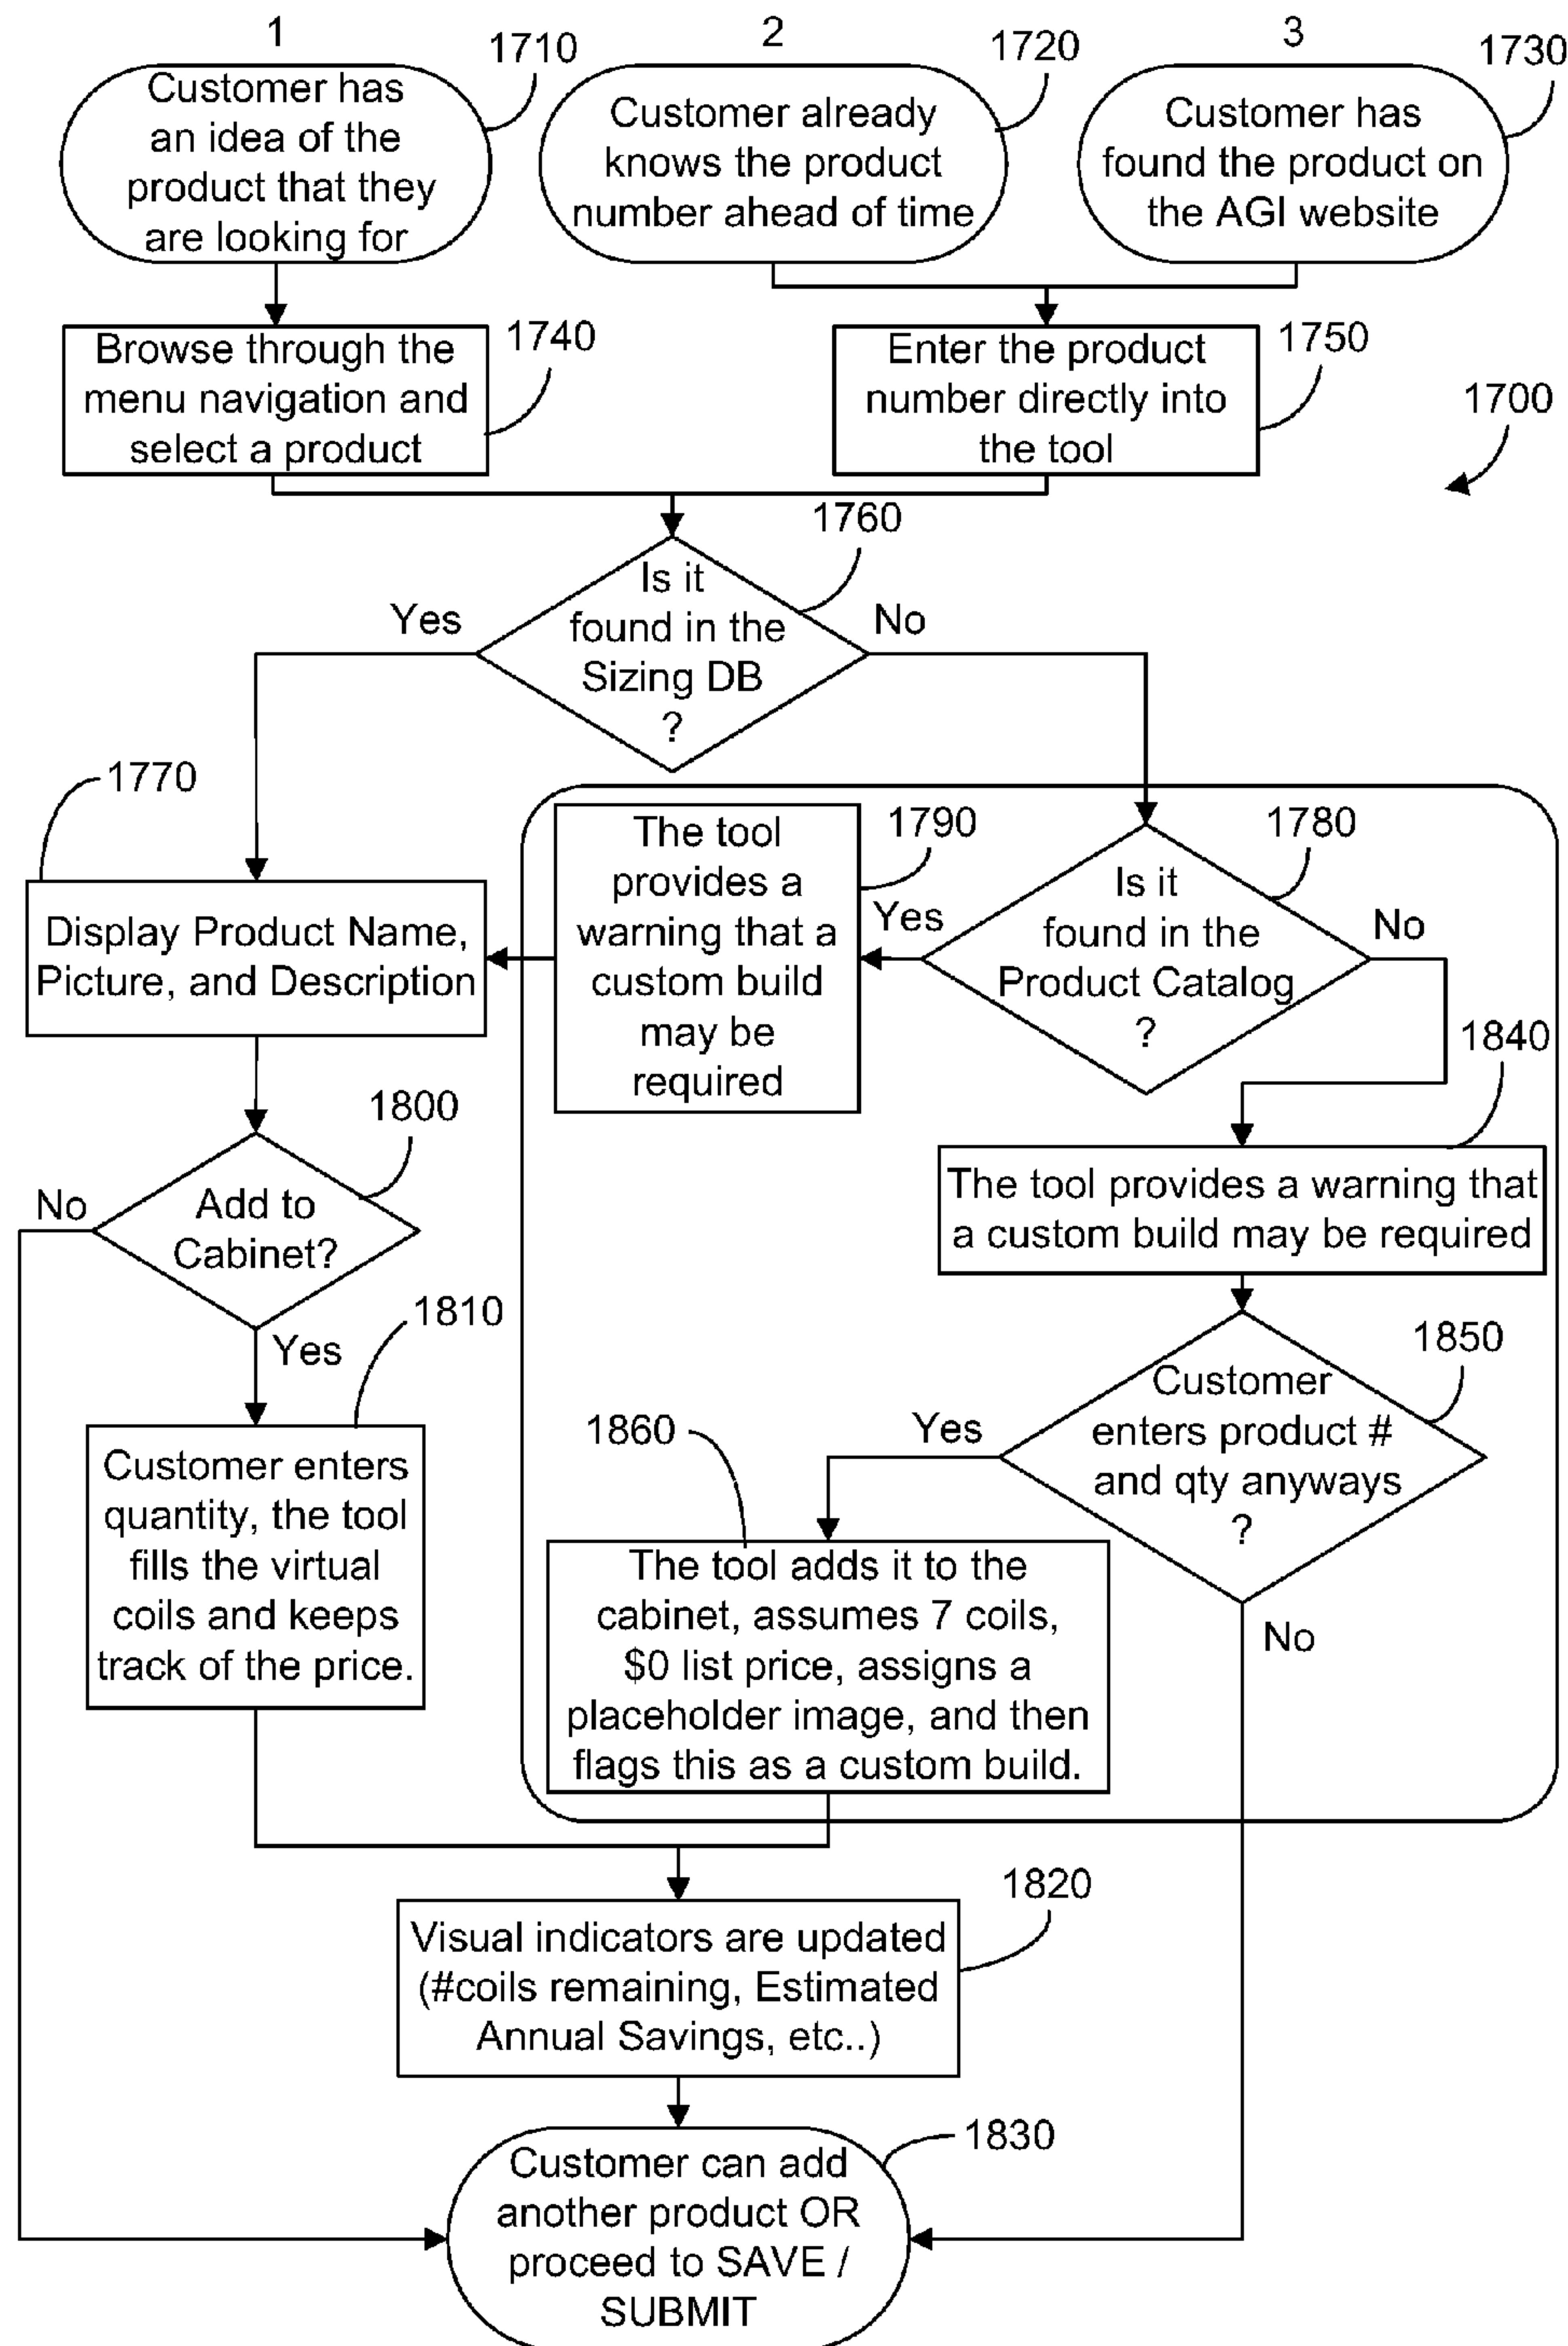 1
2
3
1710
1720
1730
Customer has
an idea of the
product that they
are looking for
Customer already
knows the product
number ahead of time
Customer has
found the product on
the AGI website
1740
1750
1700
Browse through the
menu navigation and
select a product
Enter the product
number directly into
the tool
1760
Is it
found in the
Sizing DB
?
Yes
No
1770
1790
1780
Display Product Name,
Picture, and Description
The tool
provides a
warning that a
custom build
may be
required
Yes
Is it
found in the
Product Catalog
?
No
1840
1800
Add to
Cabinet?
No
Yes
The tool provides a warning that
a custom build may be required
1810
1850
Customer enters
quantity, the tool
fills the virtual
coils and keeps
track of the price.
Customer
enters product #
and qty anyways
?
Yes
No
1860
The tool adds it to the
cabinet, assumes 7 coils,
$0 list price, assigns a
placeholder image, and then
flags this as a custom build.
1820
Visual indicators are updated
(#coils remaining, Estimated
Annual Savings, etc..)
1830
Customer can add
another product OR
proceed to SAVE /
SUBMIT